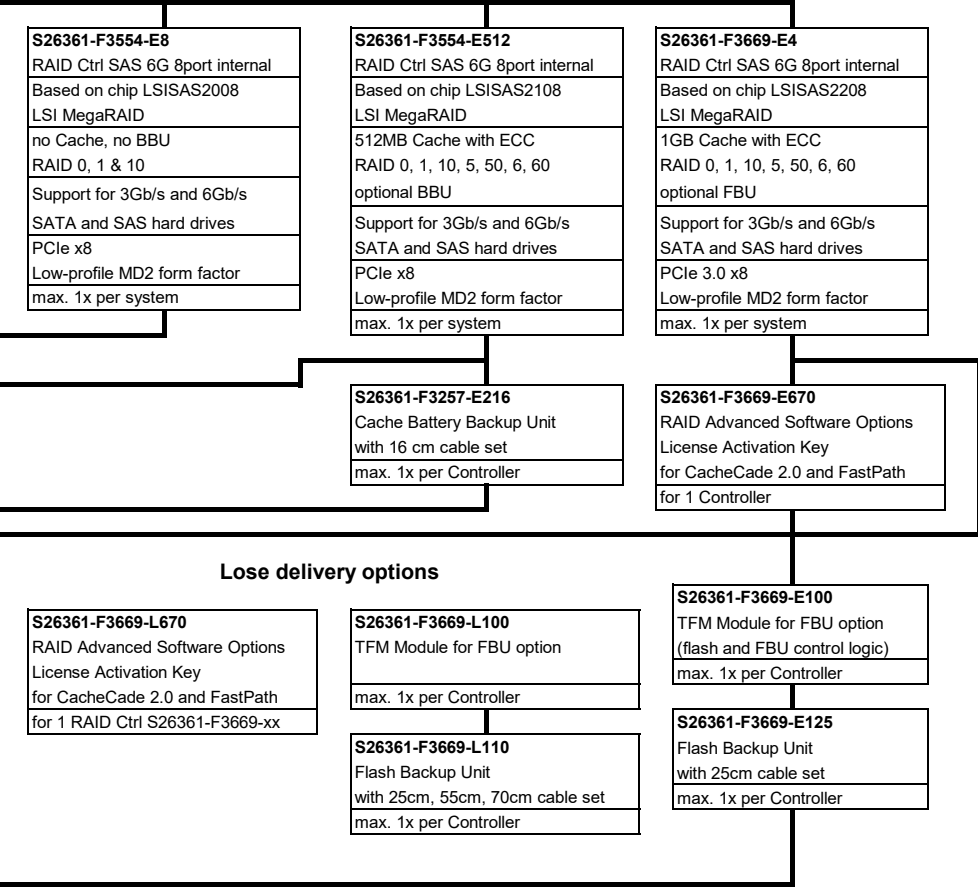 S26361-F3554-E8
RAID Ctrl SAS 6G 8port internal
Based on chip LSISAS2008
LSI MegaRAID
no Cache, no BBU
RAID 0, 1 & 10
Support for 3Gb/s and 6Gb/s
SATA and SAS hard drives
PCIe x8
Low-profile MD2 form factor
max. 1x per system
S26361-F3554-E512
RAID Ctrl SAS 6G 8port internal
Based on chip LSISAS2108
LSI MegaRAID
512MB Cache with ECC
RAID 0, 1, 10, 5, 50, 6, 60
optional BBU
Support for 3Gb/s and 6Gb/s
SATA and SAS hard drives
PCIe x8
Low-profile MD2 form factor
max. 1x per system
S26361-F3669-E4
RAID Ctrl SAS 6G 8port internal
Based on chip LSISAS2208
LSI MegaRAID
1GB Cache with ECC
RAID 0, 1, 10, 5, 50, 6, 60
optional FBU
Support for 3Gb/s and 6Gb/s
SATA and SAS hard drives
PCIe 3.0 x8
Low-profile MD2 form factor
max. 1x per system
S26361-F3257-E216
Cache Battery Backup Unit
with 16 cm cable set
max. 1x per Controller
S26361-F3669-E670
RAID Advanced Software Options
License Activation Key
for CacheCade 2.0 and FastPath
for 1 Controller
Lose delivery options
S26361-F3669-L670
RAID Advanced Software Options
License Activation Key
for CacheCade 2.0 and FastPath
for 1 RAID Ctrl S26361-F3669-xx
S26361-F3669-L100
TFM Module for FBU option
max. 1x per Controller
S26361-F3669-L110
Flash Backup Unit
with 25cm, 55cm, 70cm cable set
max. 1x per Controller
S26361-F3669-E100
TFM Module for FBU option
(flash and FBU control logic)
max. 1x per Controller
S26361-F3669-E125
Flash Backup Unit
with 25cm cable set
max. 1x per Controller